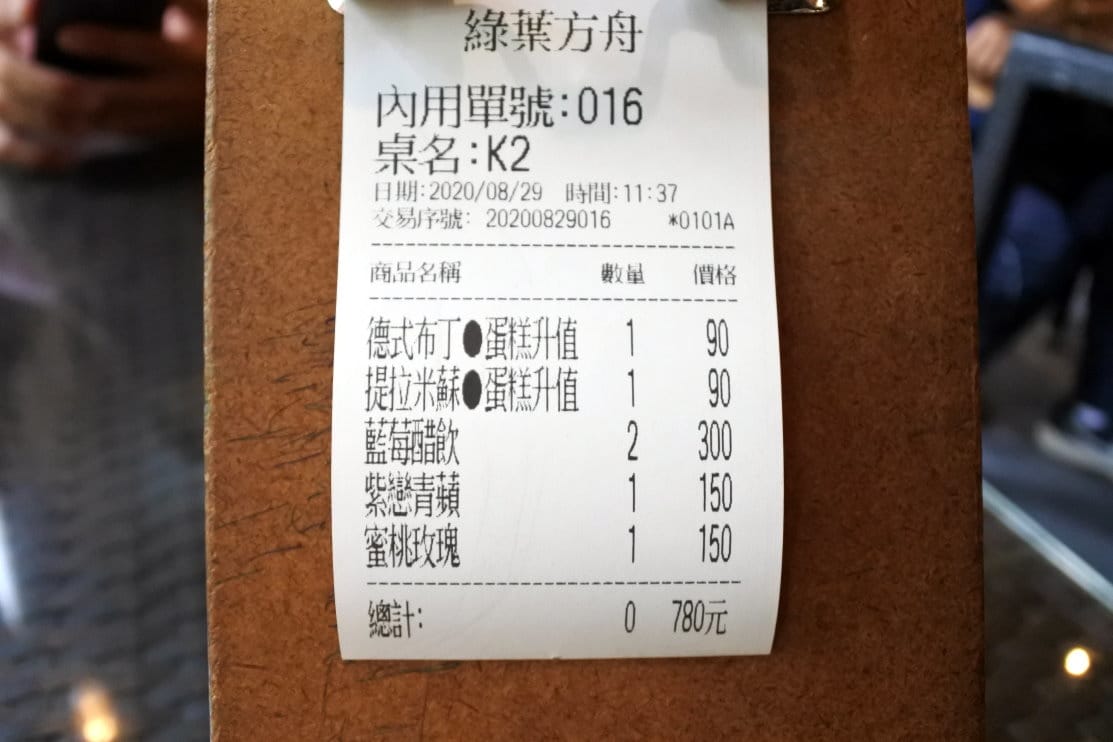 綠葉方舟
內用單號:016
桌名:K2
日期:2020/08/29 時間:11:37
交易序號: 20200829016 *0101A
商品名稱 數量 價格
德式布丁●蛋糕升值 1 90
提拉米蘇●蛋糕升值 1 90
藍莓醋飲 2 300
紫戀青蘋 1 150
蜜桃玫瑰 1 150
總計: 0 780元